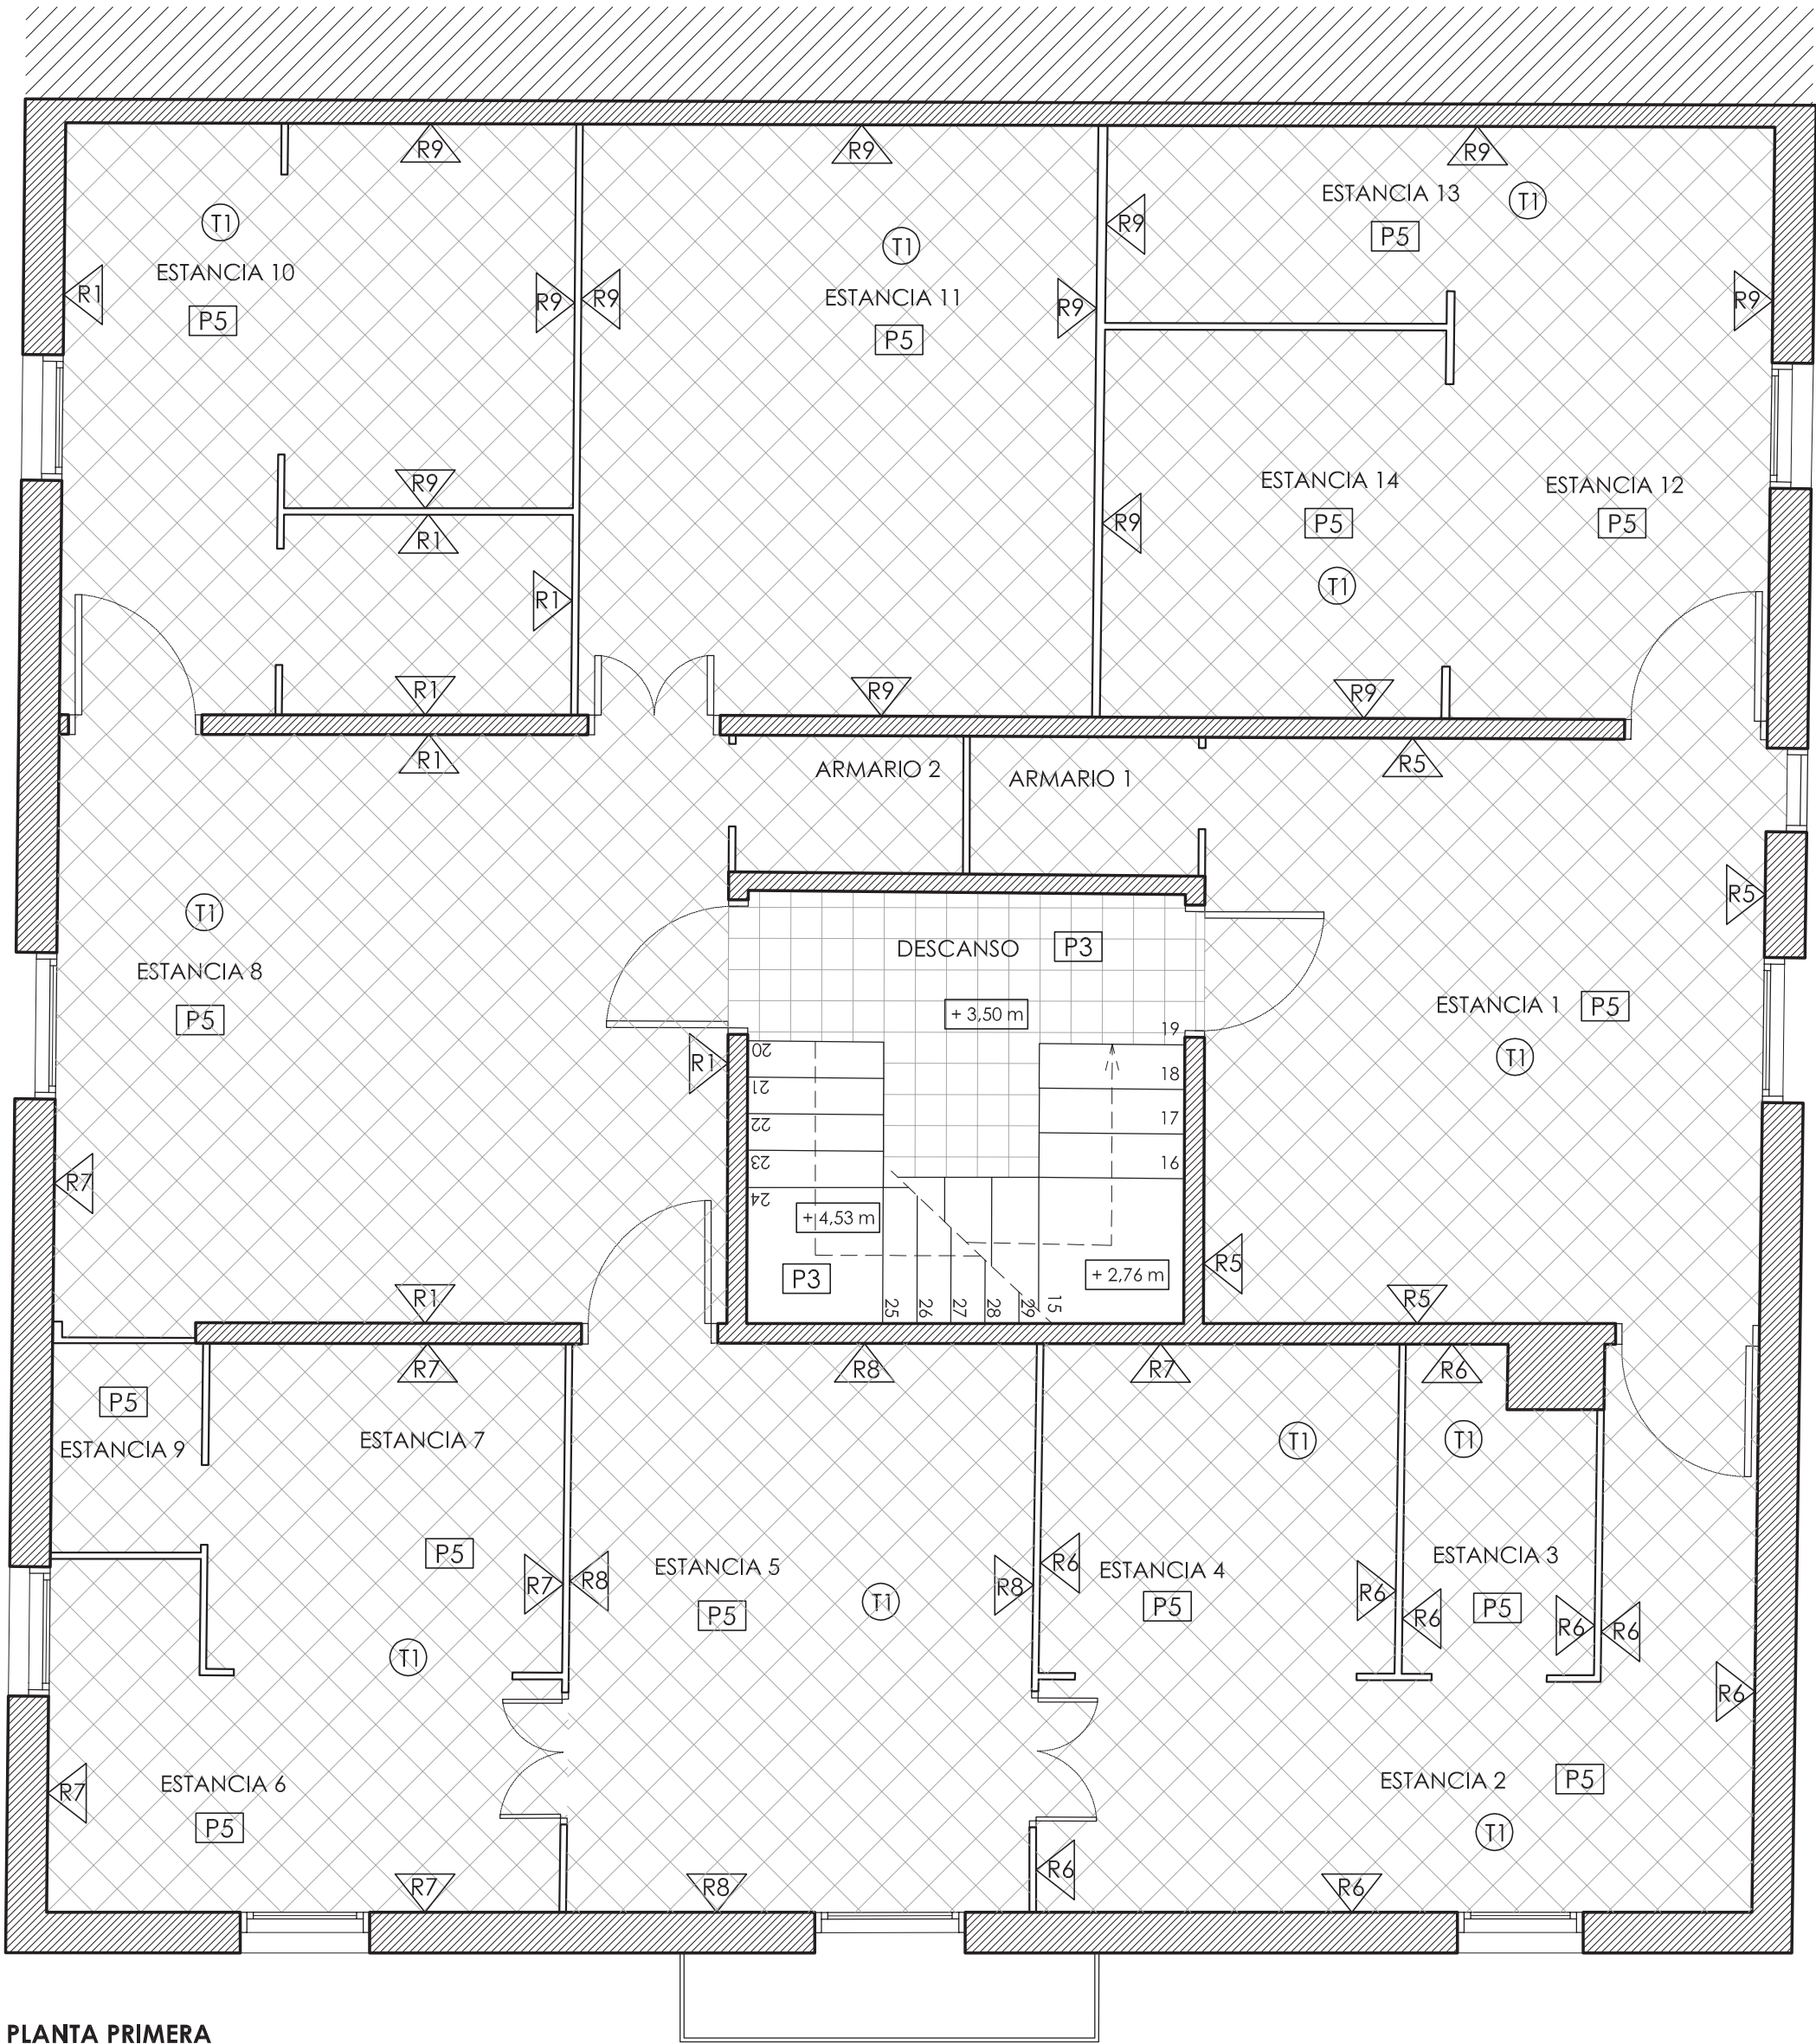 R9
R9
R9
T1
ESTANCIA 13
T1
R9
P5
T1
ESTANCIA 10
R1
R9
R9
ESTANCIA 11
R9
R9
P5
P5
R9
ESTANCIA 14
ESTANCIA 12
R9
P5
P5
R1
T1
R1
R1
R9
R9
R1
ARMARIO 2
ARMARIO 1
R5
R5
T1
DESCANSO
P3
ESTANCIA 8
P5
+ 3,50 m
ESTANCIA 1
P5
19
R1
20
T1
18
21
17
22
16
23
R7
24
+ 4,53 m
P3
+ 2,76 m
R5
R1
25
26
27
28
29
15
R5
R7
R8
R7
R6
P5
ESTANCIA 9
ESTANCIA 7
T1
T1
P5
ESTANCIA 5
R6
ESTANCIA 4
ESTANCIA 3
R7
R8
R8
R6
P5
T1
P5
R6
P5
R6
R6
T1
R6
R7
ESTANCIA 6
P5
ESTANCIA 2
P5
T1
R6
R7
R8
R6
PLANTA PRIMERA